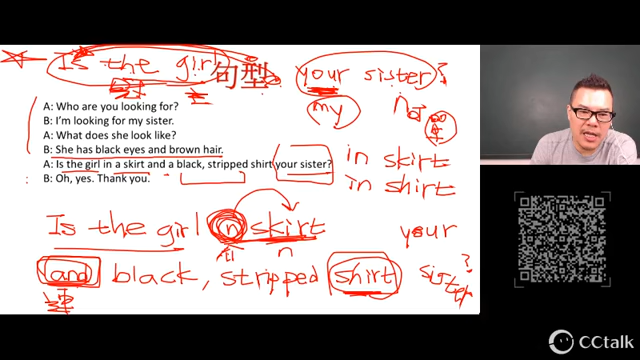 Is the girl 句型 your sister?
my n
A: Who are you looking for?
B: I'm looking for my sister.
A: What does she look like?
B: She has black eyes and brown hair.
A: Is the girl in a skirt and a black, stripped shirt your sister?
B: Oh, yes. Thank you.
in skirt
in shirt
Is the girl in skirt your
n
and black, stripped shirt sister?
连
CCtalk